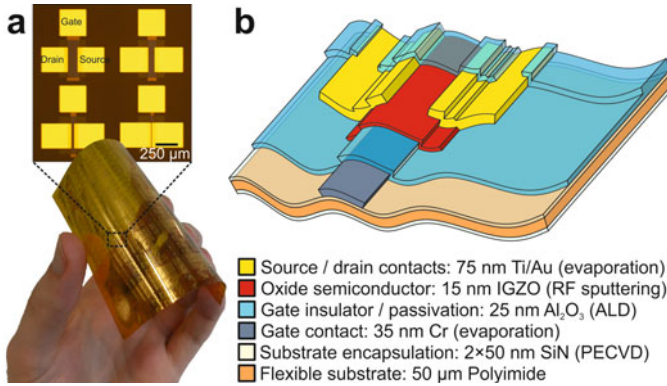 a
Gate
Drain
Source
250 µm
b
Source / drain contacts: 75 nm Ti/Au (evaporation)
Oxide semiconductor: 15 nm IGZO (RF sputtering)
Gate insulator / passivation: 25 nm Al₂O₃ (ALD)
Gate contact: 35 nm Cr (evaporation)
Substrate encapsulation: 2×50 nm SiN (PECVD)
Flexible substrate: 50 µm Polyimide